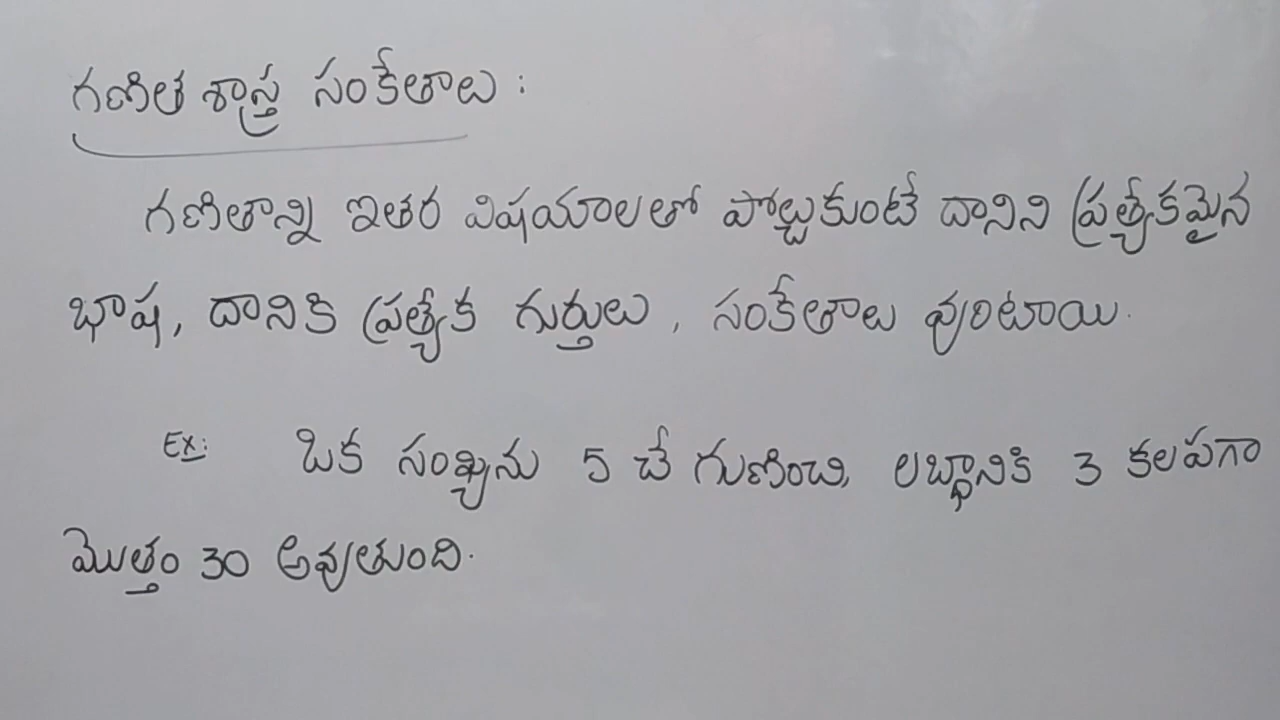 గణిత శాస్త్ర సంకేతాలు :
గణితాన్ని ఇతర విషయాలతో పోల్చుకుంటే దానిని ప్రత్యేకమైన
భాష, దానికి ప్రత్యేక గుర్తులు, సంకేతాలు వుంటాయి.
Ex: ఒక సంఖ్యను 5 చే గుణించి, లబ్ధానికి 3 కలపగా
మొత్తం 30 అవుతుంది.